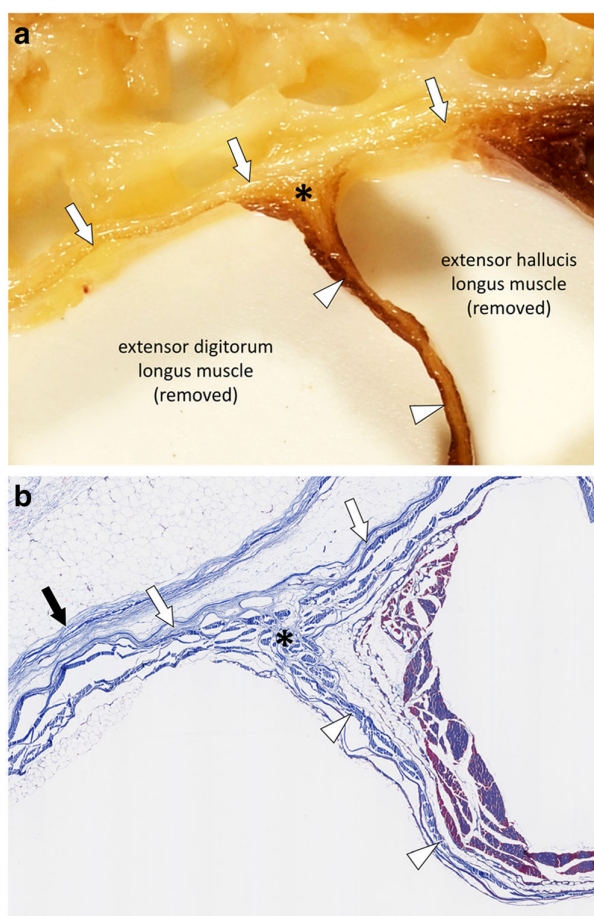 a
*
extensor hallucis
longus muscle
(removed)
extensor digitorum
longus muscle
(removed)
b
*